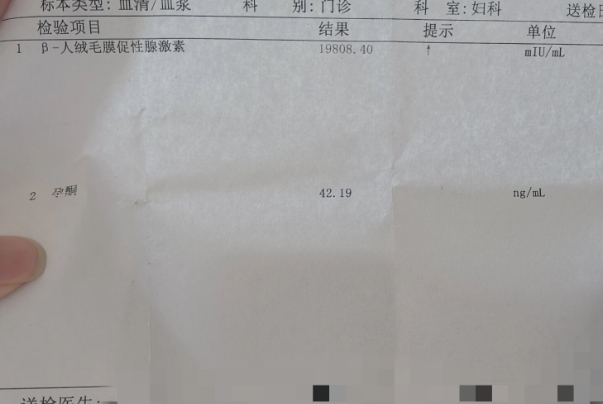 标本类型: 血清/血浆 科 别: 门诊 科 室: 妇科 送检
检验项目 结果 提示 单位
1 β-人绒毛膜促性腺激素 19808.40 ↑ mIU/mL
2 孕酮 42.19 ng/mL
送检医生: